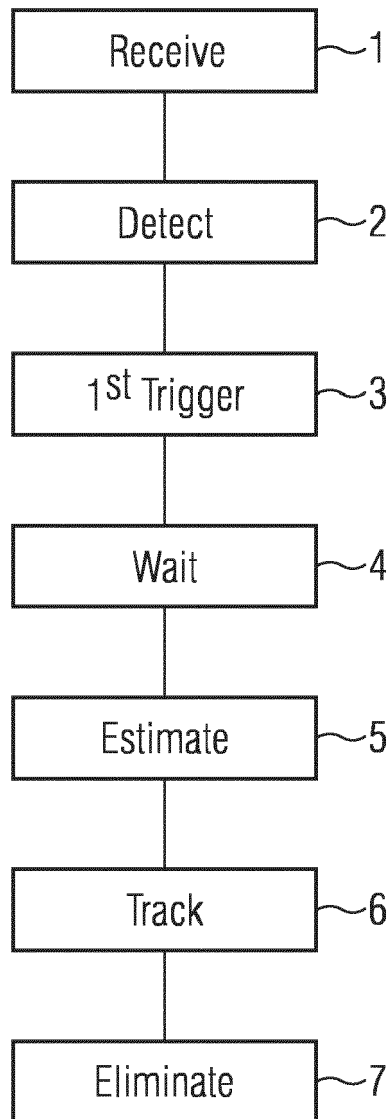 Receive 1
Detect 2
1st Trigger 3
Wait 4
Estimate 5
Track 6
Eliminate 7